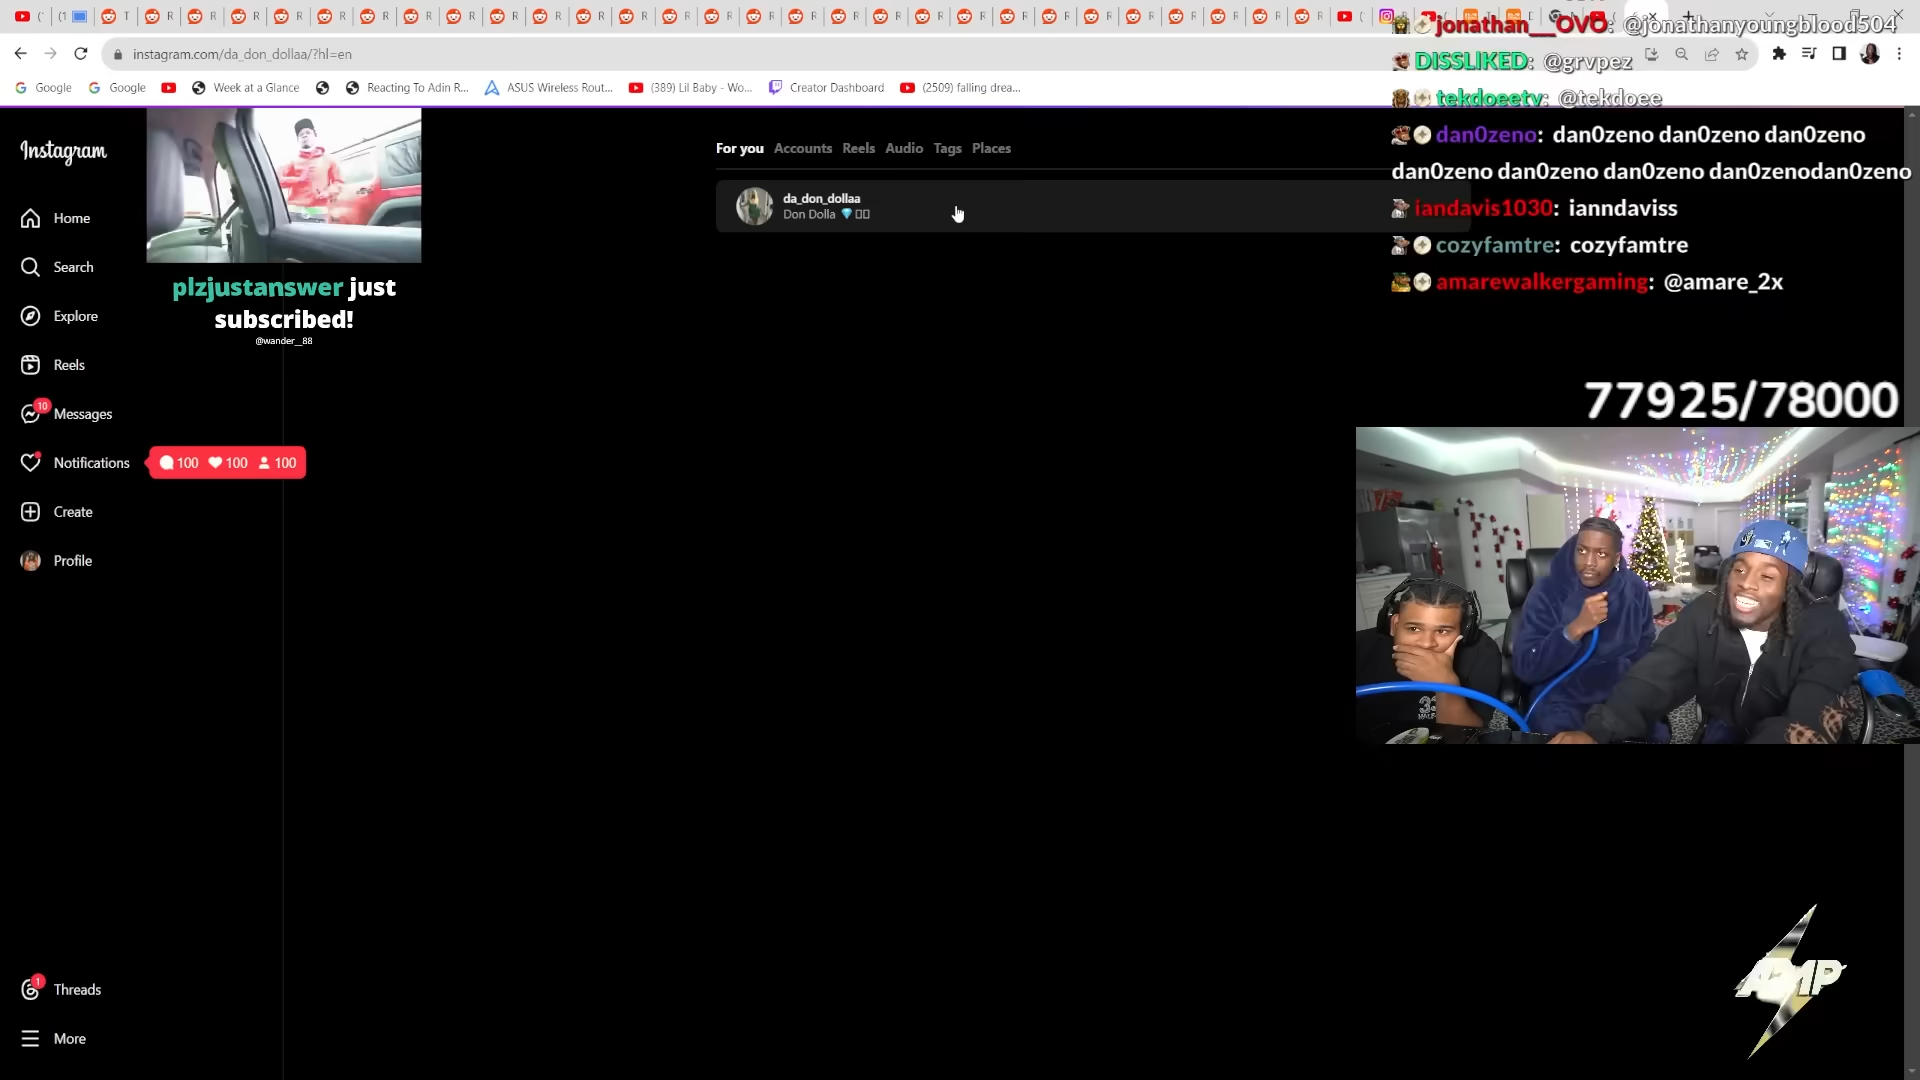 T R R R R R R R R R R R R R R R R R R R R R R R R R R R R
instagram.com/da_don_dollaa/?hl=en
Google Google Week at a Glance Reacting To Adin R... ASUS Wireless Rout... (389) Lil Baby - Wo... Creator Dashboard (2509) falling drea...
Instagram
Home
Search
Explore
Reels
10
Messages
Notifications
100 100 100
Create
Profile
1
Threads
More
plzjustanswer just
subscribed!
@wander__88
For you Accounts Reels Audio Tags Places
da_don_dollaa
Don Dolla
jonathan__OVO: @jonathanyoungblood504
DISSLIKED: @grvpez
tekdoeetv: @tekdoee
dan0zeno: dan0zeno dan0zeno dan0zeno
dan0zeno dan0zeno dan0zeno dan0zenodan0zeno
iandavis1030: ianndaviss
cozyfamtre: cozyfamtre
amarewalkergaming: @amare_2x
77925/78000
AMP